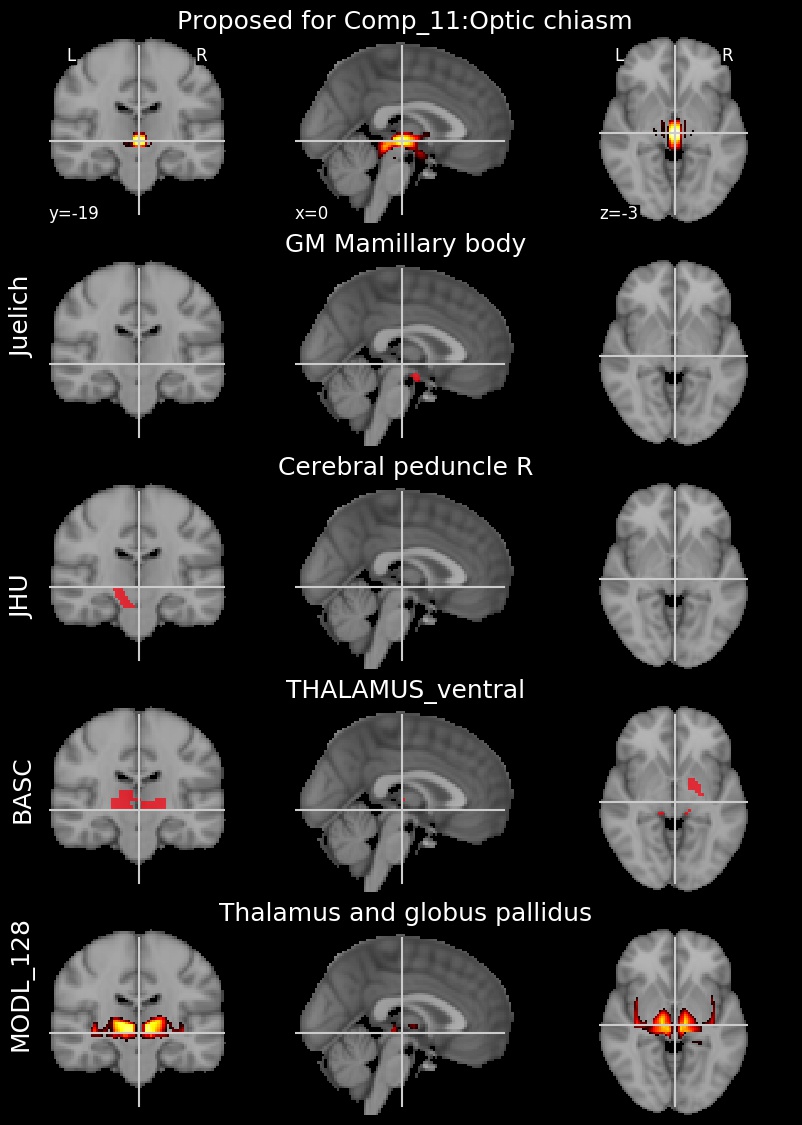 Proposed for Comp_11:Optic chiasm
L R L R
y=-19 x=0 z=-3
GM Mamillary body
Juelich
Cerebral peduncle R
JHU
THALAMUS_ventral
BASC
Thalamus and globus pallidus
MODL_128